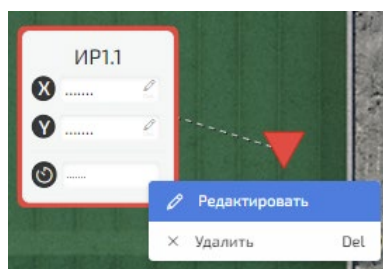 ИР1.1
X .......
Y .......
.......
Редактировать
Удалить Del